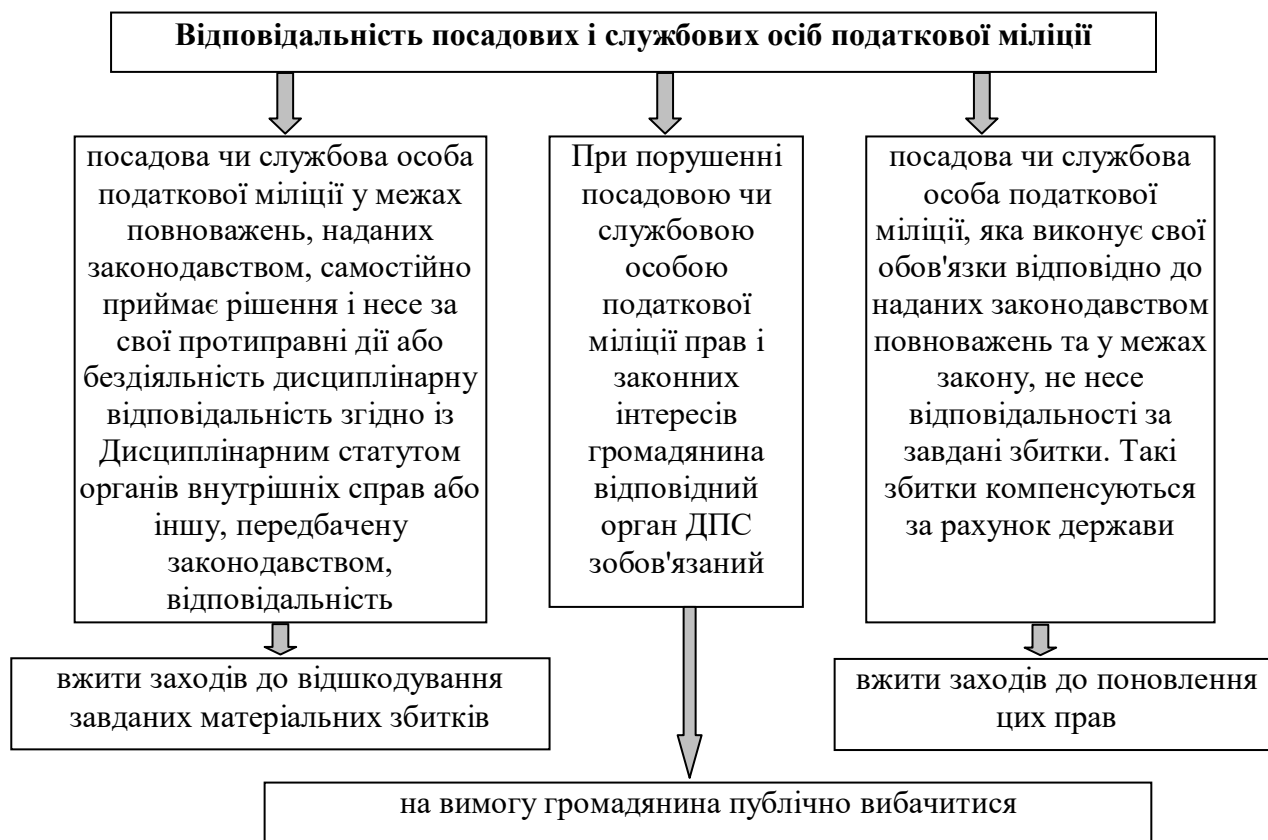 Відповідальність посадових і службових осіб податкової міліції
посадова чи службова особа
податкової міліції у межах
повноважень, наданих
законодавством, самостійно
приймає рішення і несе за
свої протиправні дії або
бездіяльність дисциплінарну
відповідальність згідно із
Дисциплінарним статутом
органів внутрішніх справ або
іншу, передбачену
законодавством,
відповідальність
При порушенні
посадовою чи
службовою
особою
податкової
міліції прав і
законних
інтересів
громадянина
відповідний
орган ДПС
зобов'язаний
посадова чи службова
особа податкової
міліції, яка виконує свої
обов'язки відповідно до
наданих законодавством
повноважень та у межах
закону, не несе
відповідальності за
завдані збитки. Такі
збитки компенсуються
за рахунок держави
вжити заходів до відшкодування
завданих матеріальних збитків
вжити заходів до поновлення
цих прав
на вимогу громадянина публічно вибачитися